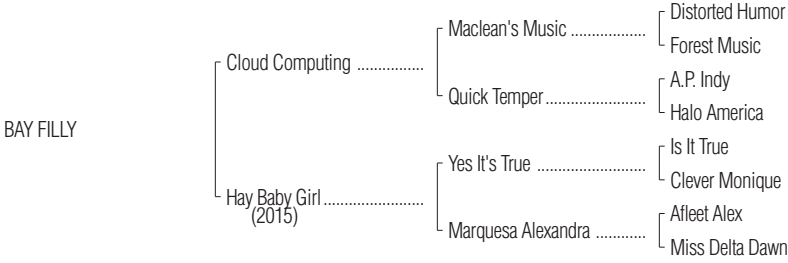 Distorted Humor
Maclean's Music ..................
Forest Music
Cloud Computing ................
A.P. Indy
Quick Temper........................
Halo America
BAY FILLY
Is It True
Yes It's True ..........................
Clever Monique
Hay Baby Girl........................
(2015)
Afleet Alex
Marquesa Alexandra ............
Miss Delta Dawn